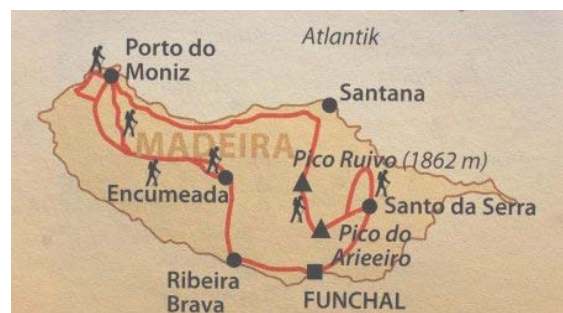 Atlantik
Porto do
Moniz
Santana
MADEIRA
Pico Ruivo (1862 m)
Encumeada
Santo da Serra
Pico do
Arieeiro
Ribeira
Brava
FUNCHAL